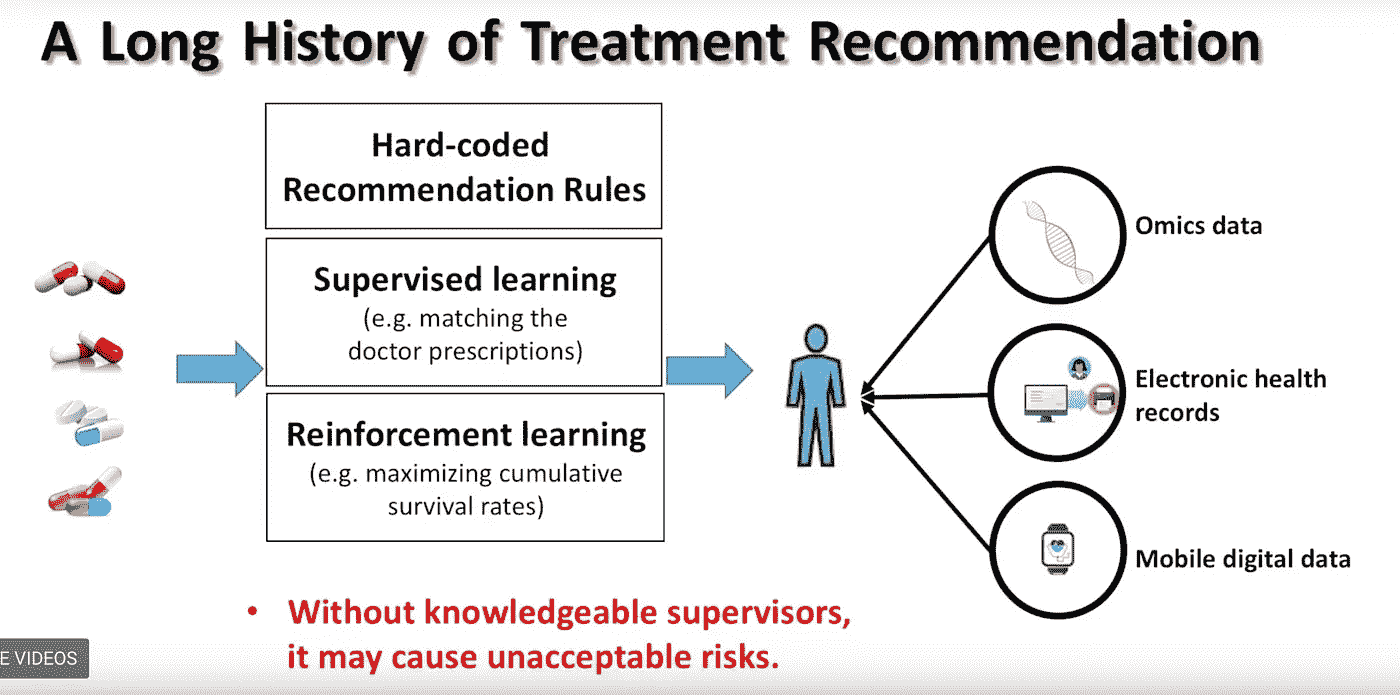 A Long History of Treatment Recommendation
Hard-coded
Recommendation Rules
Supervised learning
(e.g. matching the
doctor prescriptions)
Reinforcement learning
(e.g. maximizing cumulative
survival rates)
Omics data
Electronic health
records
Mobile digital data
• Without knowledgeable supervisors,
it may cause unacceptable risks.
E VIDEOS